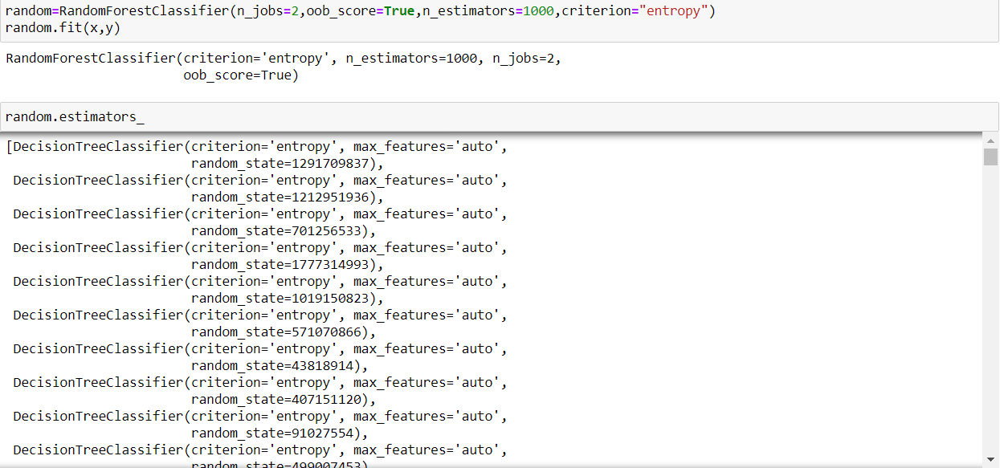 random=RandomForestClassifier(n_jobs=2,oob_score=True,n_estimators=1000,criterion="entropy")
random.fit(x,y)
RandomForestClassifier(criterion='entropy', n_estimators=1000, n_jobs=2,
                       oob_score=True)
random.estimators_
[DecisionTreeClassifier(criterion='entropy', max_features='auto',
                        random_state=1291709837),
 DecisionTreeClassifier(criterion='entropy', max_features='auto',
                        random_state=1212951936),
 DecisionTreeClassifier(criterion='entropy', max_features='auto',
                        random_state=701256533),
 DecisionTreeClassifier(criterion='entropy', max_features='auto',
                        random_state=1777314993),
 DecisionTreeClassifier(criterion='entropy', max_features='auto',
                        random_state=1019150823),
 DecisionTreeClassifier(criterion='entropy', max_features='auto',
                        random_state=571070866),
 DecisionTreeClassifier(criterion='entropy', max_features='auto',
                        random_state=43818914),
 DecisionTreeClassifier(criterion='entropy', max_features='auto',
                        random_state=407151120),
 DecisionTreeClassifier(criterion='entropy', max_features='auto',
                        random_state=91027554),
 DecisionTreeClassifier(criterion='entropy', max_features='auto',
                        random_state=499007453)